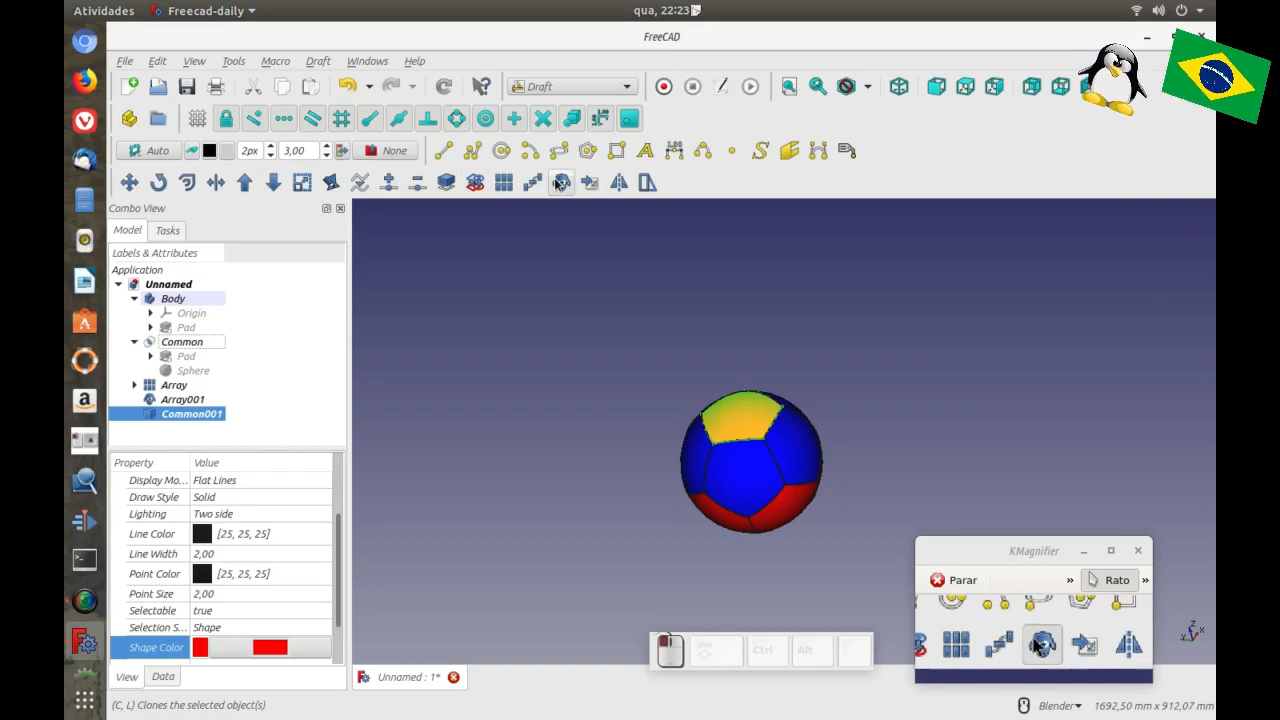 Atividades Freecad-daily qua, 22:23
FreeCAD
File Edit View Tools Macro Draft Windows Help
Draft
Auto 2px 3,00 None
Combo View
Model Tasks
Labels & Attributes
Application
Unnamed
Body
Origin
Pad
Common
Pad
Sphere
Array
Array001
Common001
Property Value
Display Mo... Flat Lines
Draw Style Solid
Lighting Two side
Line Color [25, 25, 25]
Line Width 2,00
Point Color [25, 25, 25]
Point Size 2,00
Selectable true
Selection S... Shape
Shape Color
View Data
Unnamed : 1*
KMagnifier
Parar » Rato »
Shift Ctrl Alt
Z X
(C, L) Clones the selected object(s) Blender 1692,50 mm x 912,07 mm